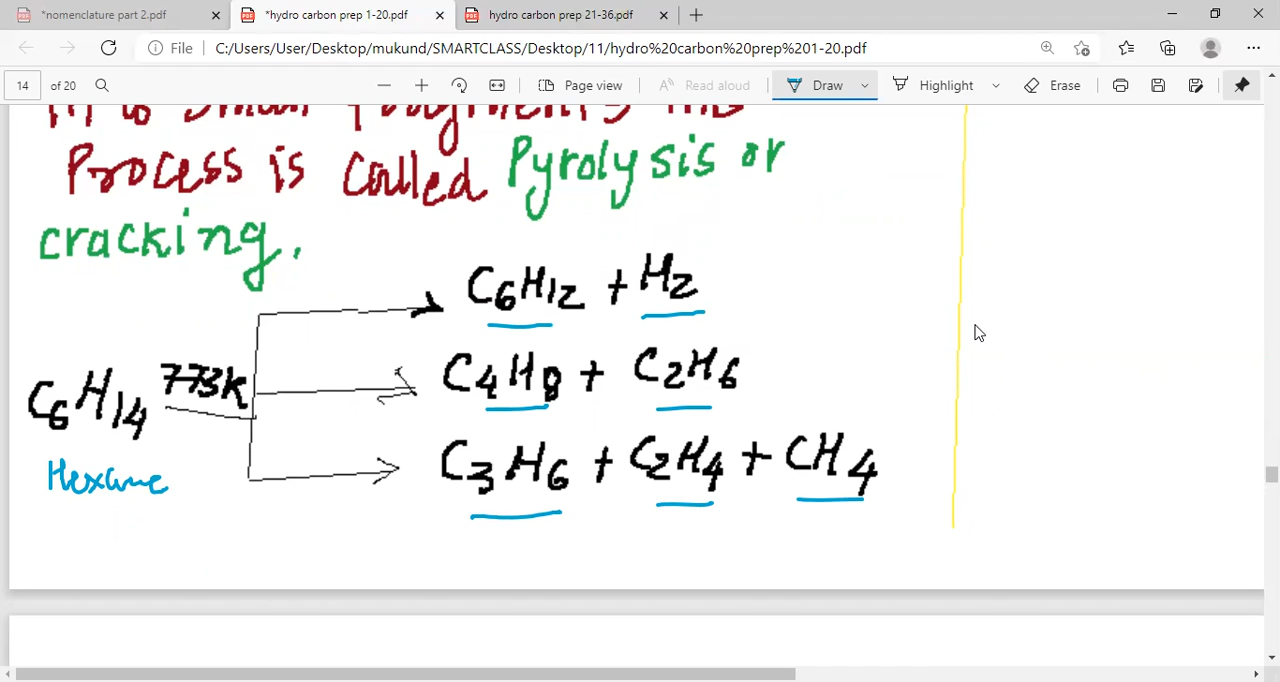 *nomenclature part 2.pdf
*hydro carbon prep 1-20.pdf
hydro carbon prep 21-36.pdf
File C:/Users/User/Desktop/mukund/SMARTCLASS/Desktop/11/hydro%20carbon%20prep%201-20.pdf
14 of 20 Page view Read aloud Draw Highlight Erase
Process is called Pyrolysis or
cracking.
C6H12 + H2
C6H14 773K C4H8 + C2H6
Hexane C3H6 + C2H4 + CH4